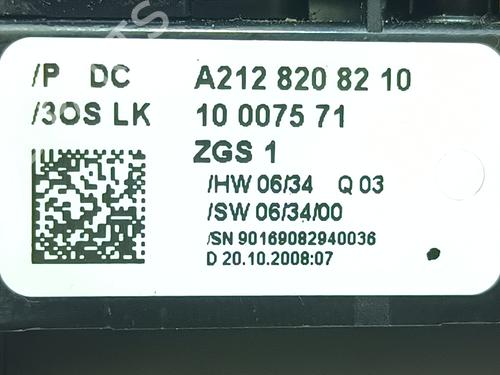 /P DC A212 820 82 10
/3OS LK 10 0075 71
ZGS 1
/HW 06/34 Q 03
/SW 06/34/00
/SN 90169082940036
D 20.10.2008:07